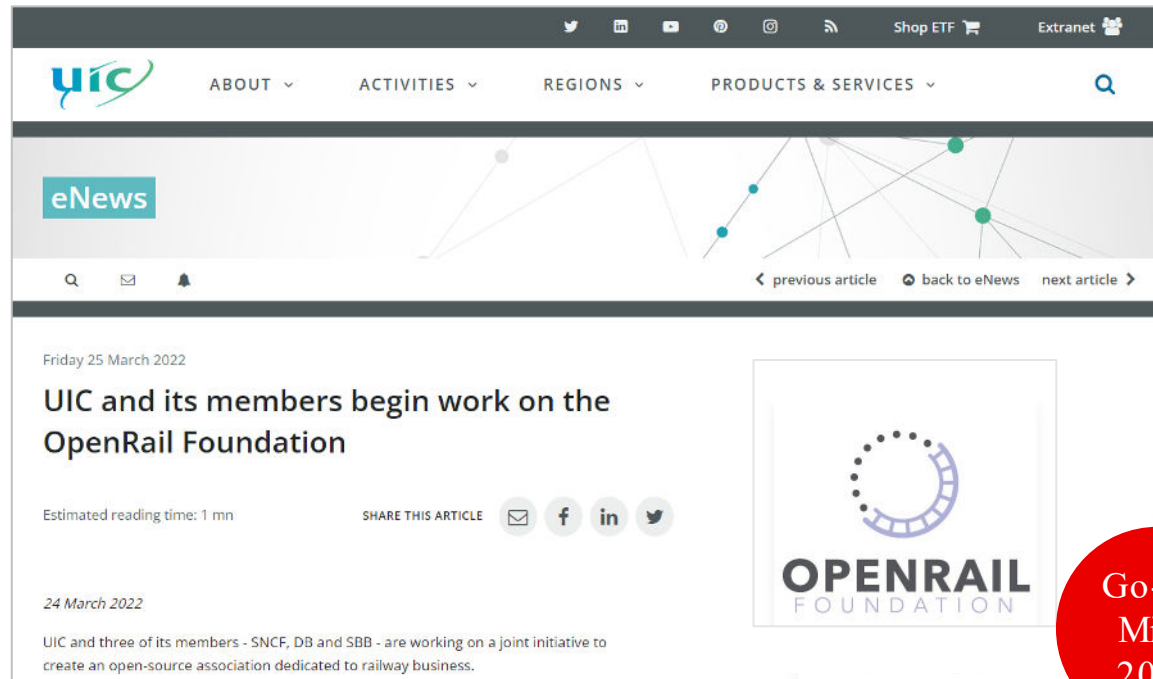 Shop ETF Extranet
uic ABOUT ACTIVITIES REGIONS PRODUCTS & SERVICES
eNews
previous article back to eNews next article
Friday 25 March 2022
UIC and its members begin work on the
OpenRail Foundation
Estimated reading time: 1 mn SHARE THIS ARTICLE
24 March 2022
UIC and three of its members - SNCF, DB and SBB - are working on a joint initiative to
create an open-source association dedicated to railway business.
OPENRAIL
FOUNDATION